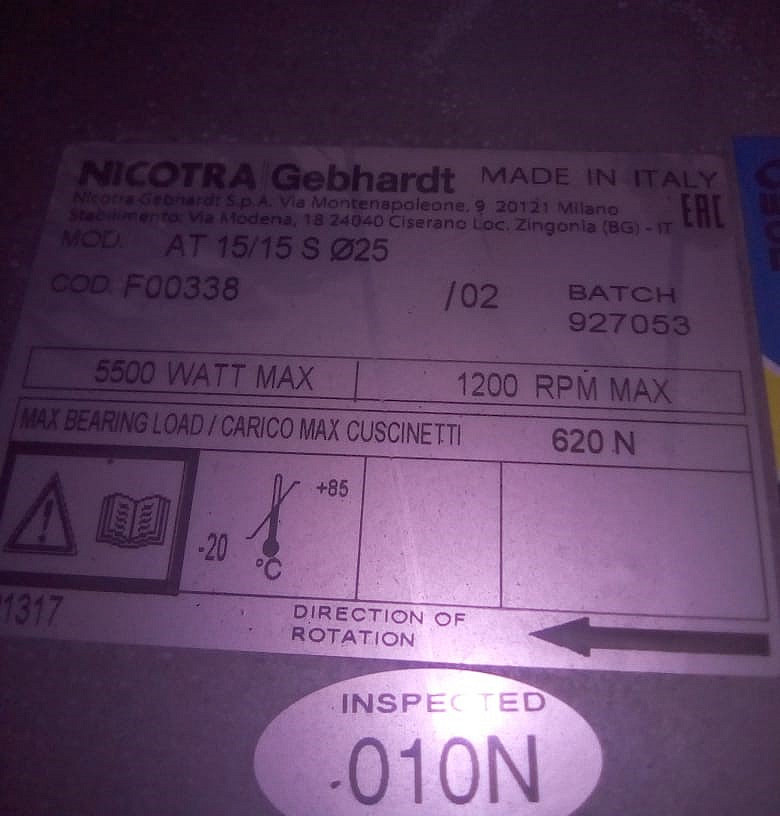 NICOTRA Gebhardt MADE IN ITALY
Nicotra Gebhardt S.p.A. Via Montenapoleone, 9 20121 Milano
Stabilimento: Via Modena, 18 24040 Ciserano Loc. Zingonia (BG) - IT
EAC
MOD. AT 15/15 S Ø25
COD. F00338 /02 BATCH
927053
5500 WATT MAX 1200 RPM MAX
MAX BEARING LOAD / CARICO MAX CUSCINETTI 620 N
+85
-20
°C
1317
DIRECTION OF
ROTATION
INSPECTED
010N